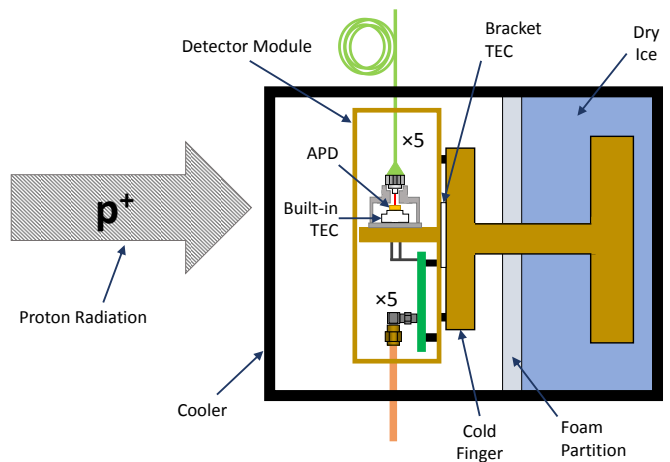 Detector Module
Bracket
TEC
Dry
Ice
×5
APD
Built-in
TEC
p+
×5
Proton Radiation
Cooler
Cold
Finger
Foam
Partition